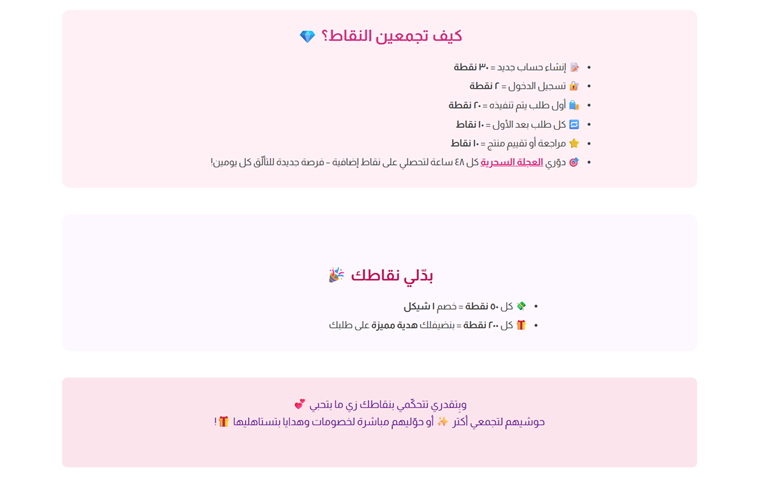 كيف تجمعين النقاط؟ 💎
📝 إنشاء حساب جديد = ٣٠ نقطة
🔐 تسجيل الدخول = ٢ نقطة
🛍️ أول طلب يتم تنفيذه = ٢٠ نقطة
🔁 كل طلب بعد الأول = ١٠ نقاط
⭐ مراجعة أو تقييم منتج = ١٠ نقاط
🎯 دوّري العجلة السحرية كل ٤٨ ساعة لتحصلي على نقاط إضافية – فرصة جديدة للتألّق كل يومين!
بدّلي نقاطك 🎉
💸 كل ٥٠ نقطة = خصم ١ شيكل
🎁 كل ٢٠٠ نقطة = بنضيفلك هدية مميزة على طلبك
وبتقدري تتحكّمي بنقاطك زي ما بتحبي 💕
حوشيهم لتجمعي أكتر ✨ أو حوّليهم مباشرة لخصومات وهدايا بتستاهليها 🎁!